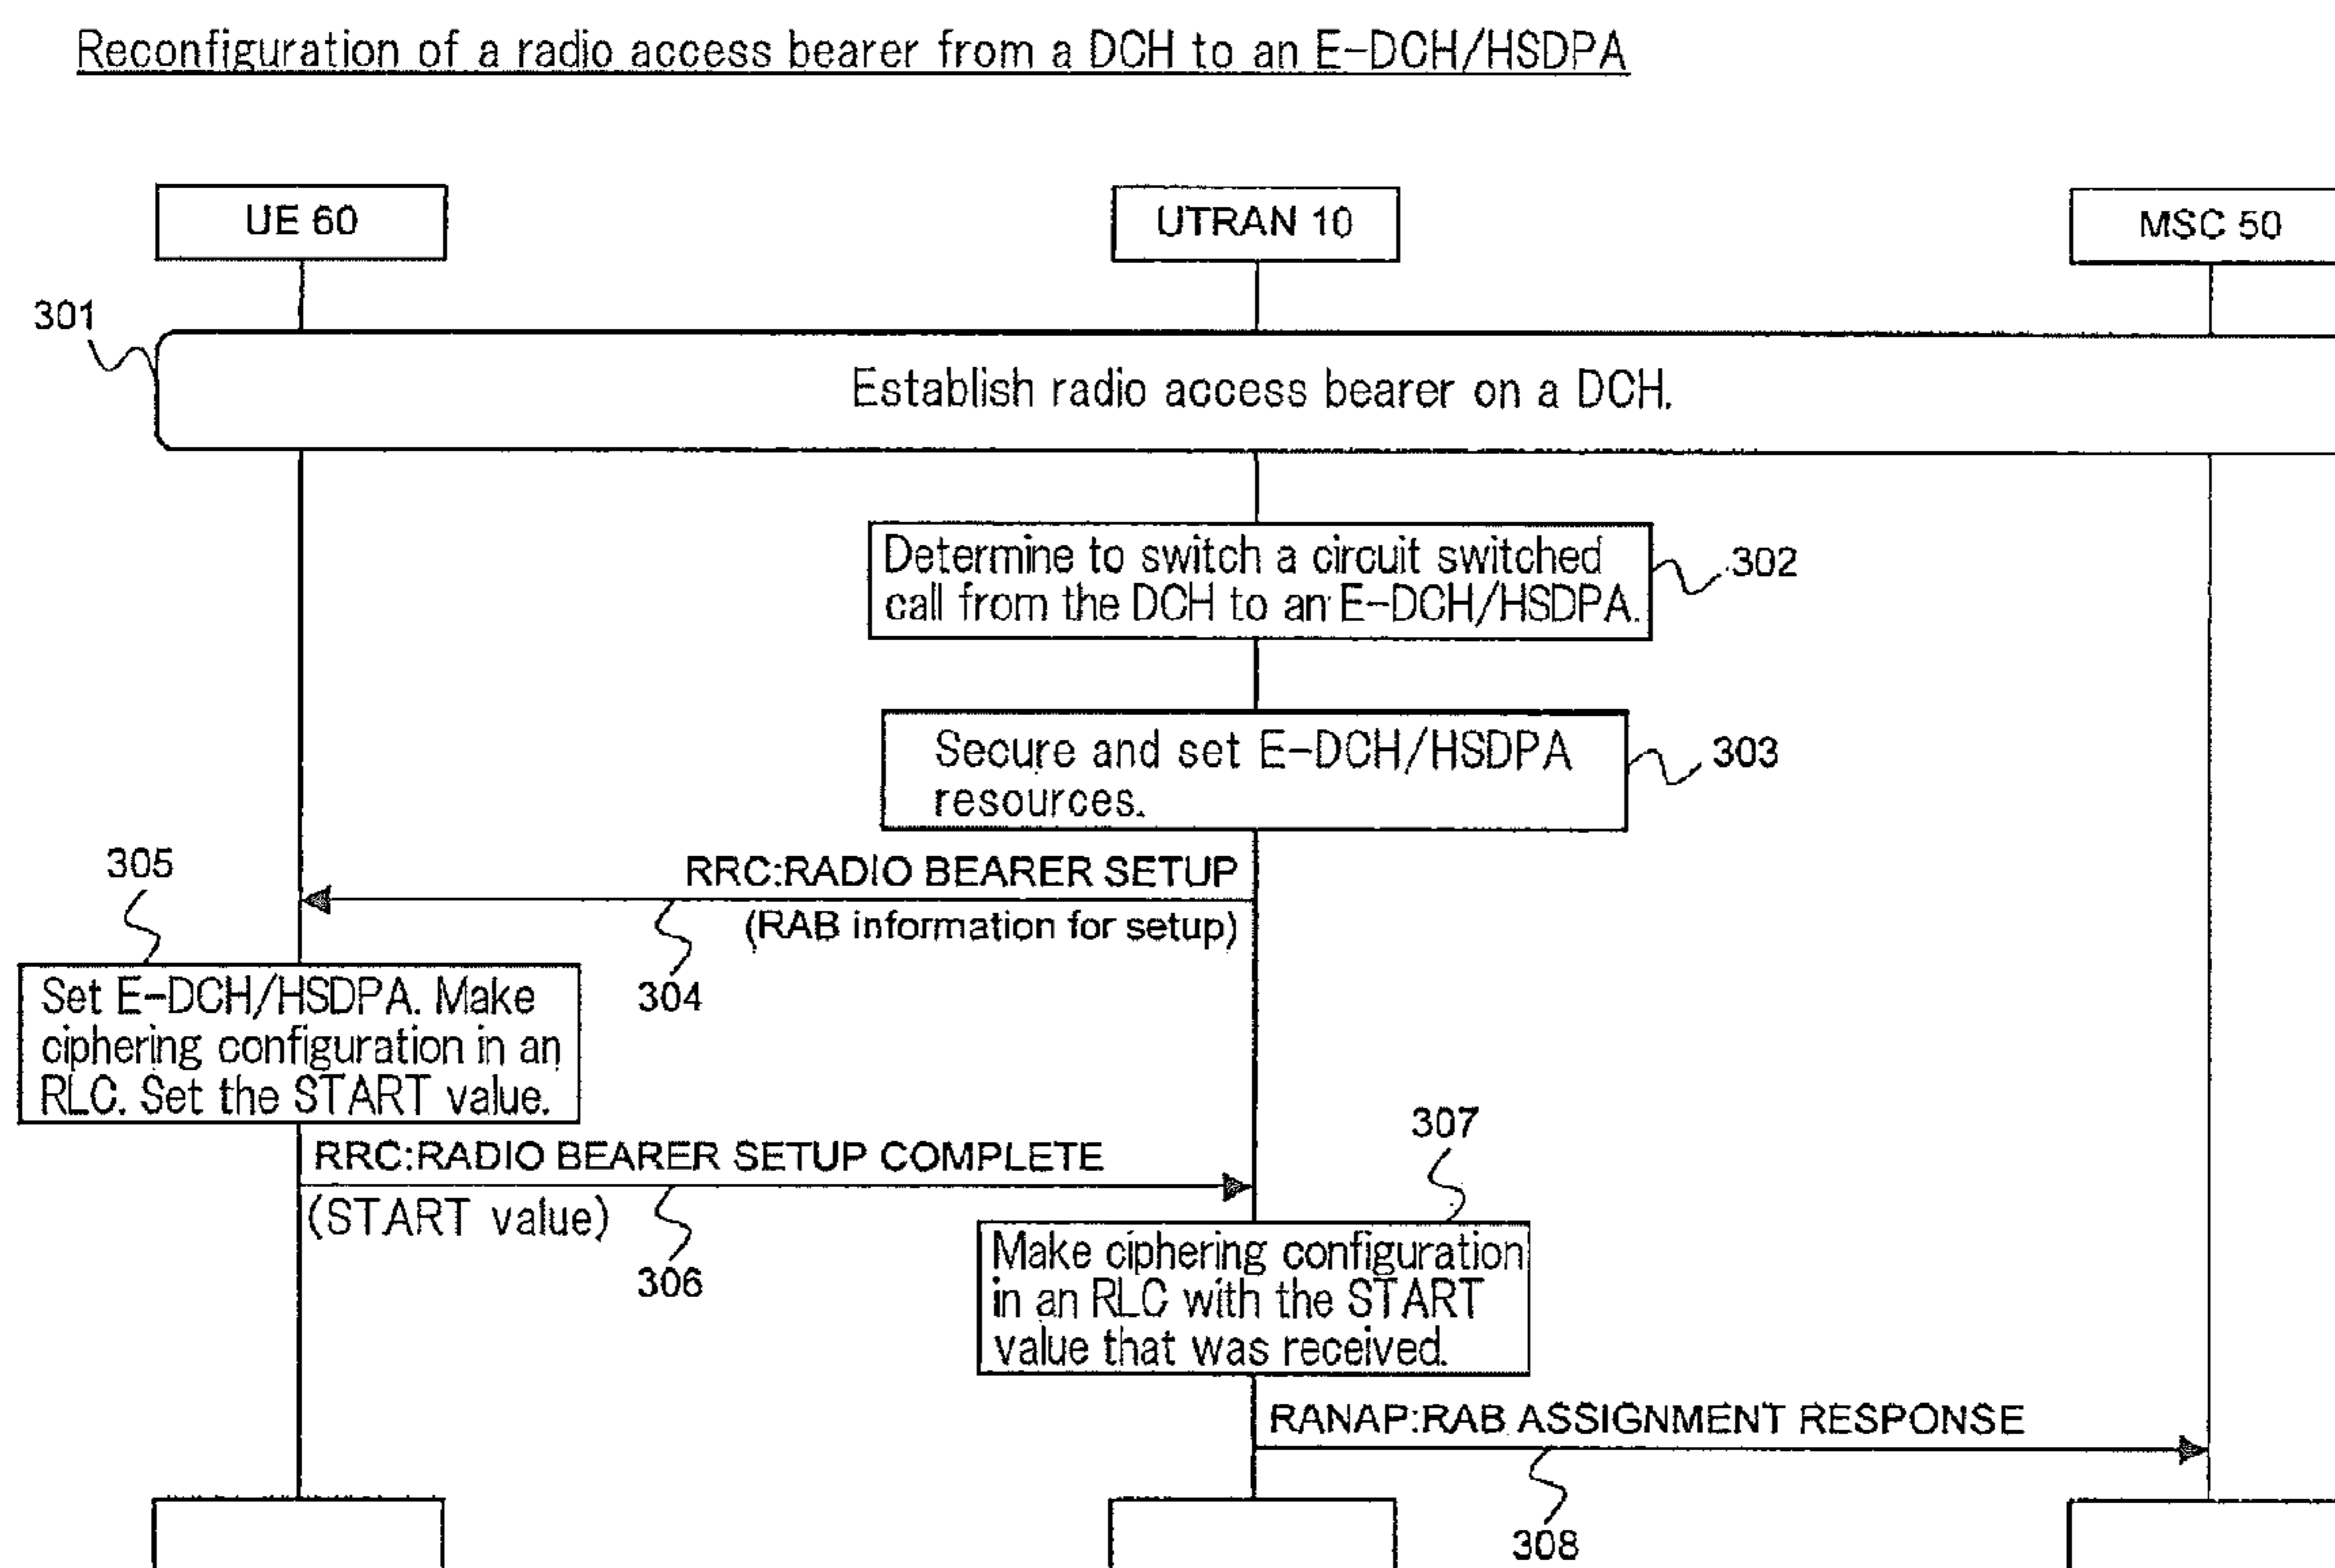 Reconfiguration of a radio access bearer from a DCH to an E-DCH/HSDPA
UE 60
UTRAN 10
MSC 50
301
Establish radio access bearer on a DCH.
Determine to switch a circuit switched
call from the DCH to an E-DCH/HSDPA.
302
Secure and set E-DCH/HSDPA
resources.
303
RRC:RADIO BEARER SETUP
(RAB information for setup)
304
305
Set E-DCH/HSDPA. Make
ciphering configuration in an
RLC. Set the START value.
RRC:RADIO BEARER SETUP COMPLETE
(START value)
306
307
Make ciphering configuration
in an RLC with the START
value that was received.
RANAP:RAB ASSIGNMENT RESPONSE
308